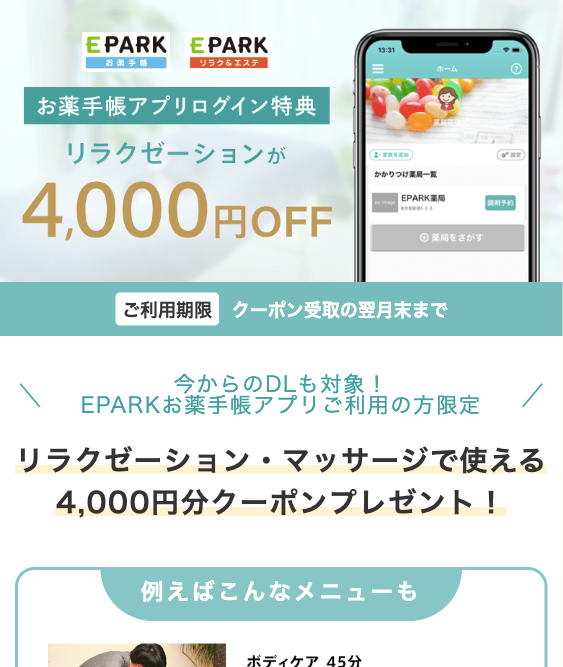 EPARK
お薬手帳
EPARK
リラク&エステ
お薬手帳アプリログイン特典
リラクゼーションが
4,000円OFF
13:31
ホーム
?
家族を追加
設定
かかりつけ薬局一覧
no image
EPARK薬局
調剤予約
薬局をさがす
ご利用期限
クーポン受取の翌月末まで
今からのDLも対象！
EPARKお薬手帳アプリご利用の方限定
リラクゼーション・マッサージで使える
4,000円分クーポンプレゼント！
例えばこんなメニューも
ボディケア 45分